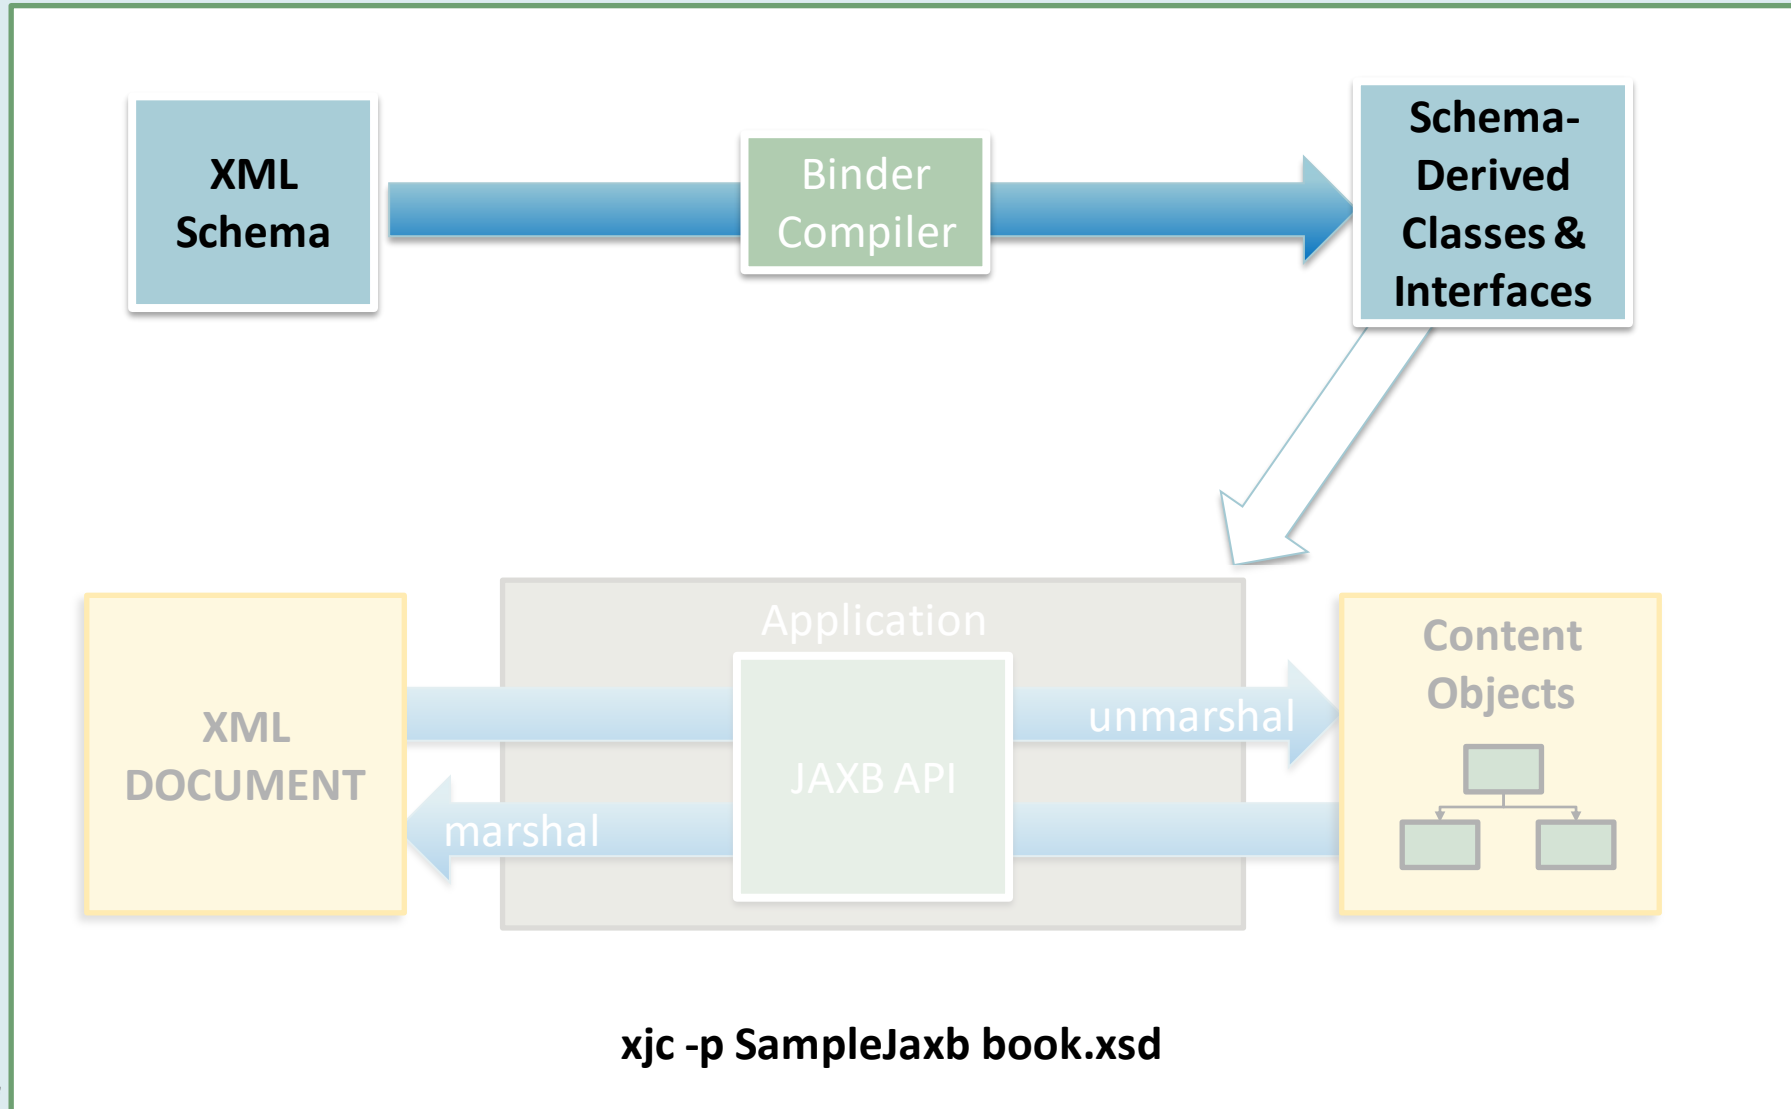 XML
Schema
Binder
Compiler
Schema-
Derived
Classes &
Interfaces
Application
XML
DOCUMENT
unmarshal
marshal
JAXB API
Content
Objects
xjc -p SampleJaxb book.xsd